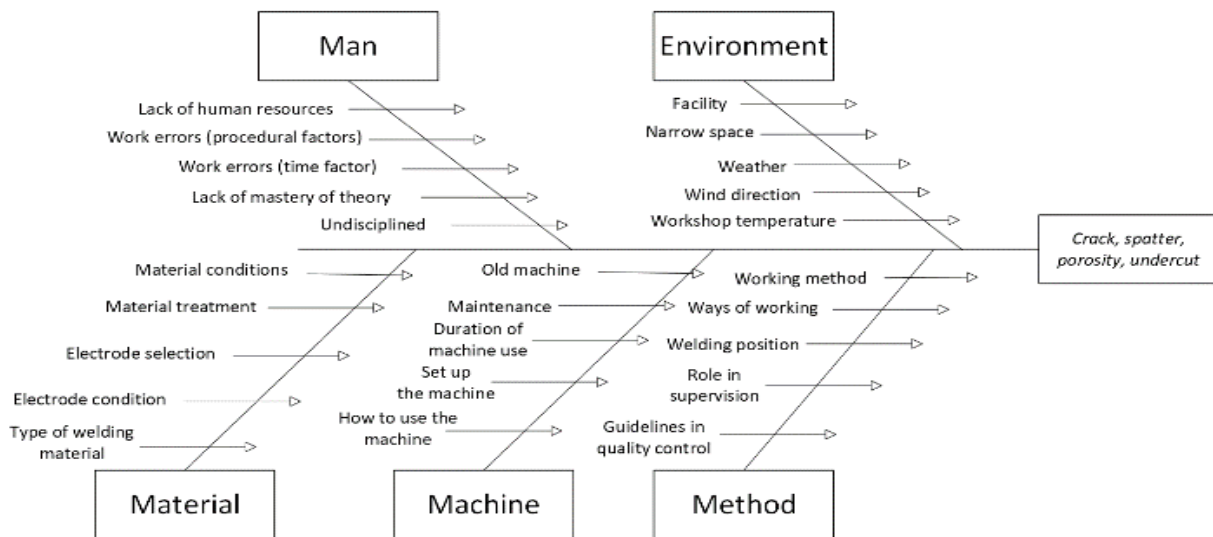 Man
Environment
Lack of human resources
Work errors (procedural factors)
Work errors (time factor)
Lack of mastery of theory
Undisciplined
Facility
Narrow space
Weather
Wind direction
Workshop temperature
Crack, spatter,
porosity, undercut
Material conditions
Material treatment
Electrode selection
Electrode condition
Type of welding
material
Old machine
Maintenance
Duration of
machine use
Set up
the machine
How to use the
machine
Working method
Ways of working
Welding position
Role in
supervision
Guidelines in
quality control
Material
Machine
Method